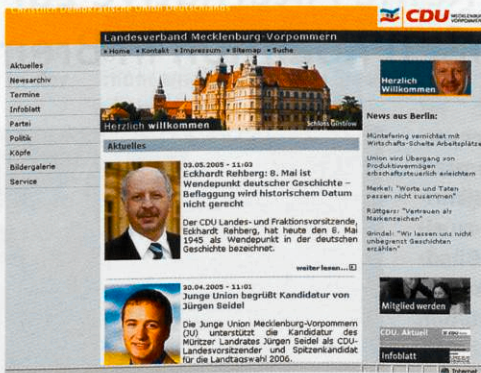 Christlich Demokratische Union Deutschlands
CDU MECKLENBURG
VORPOMMERN
Landesverband Mecklenburg-Vorpommern
Home Kontakt Impressum Sitemap Suche
Aktuelles
Newsarchiv
Termine
Infoblatt
Partei
Politik
Köpfe
Bildergalerie
Service
Herzlich willkommen
Schloss Güstrow
Aktuelles
03.05.2005 - 11:03
Eckhardt Rehberg: 8. Mai ist
Wendepunkt deutscher Geschichte –
Beflaggung wird historischem Datum
nicht gerecht
Der CDU Landes- und Fraktionsvorsitzende,
Eckhardt Rehberg, hat heute den 8. Mai
1945 als Wendepunkt in der deutschen
Geschichte bezeichnet.
weiter lesen...
30.04.2005 - 11:01
Junge Union begrüßt Kandidatur von
Jürgen Seidel
Die Junge Union Mecklenburg-Vorpommern
(JU) unterstützt die Kandidatur des
Müritzer Landrates Jürgen Seidel als CDU-
Landesvorsitzender und Spitzenkandidat
für die Landtagswahl 2006.
Herzlich
Willkommen
News aus Berlin:
Müntefering vernichtet mit
Wirtschafts-Schelte Arbeitsplätze
Union wird Übergang von
Produktivvermögen
erbschaftssteuerlich erleichtern
Merkel: "Worte und Taten
passen nicht zusammen"
Rüttgers: "Vertrauen als
Markenzeichen"
Grindel: "Wir lassen uns nicht
unbegrenzt Geschichten
erzählen"
Mitglied werden
CDU. Aktuell
Infoblatt
Internet